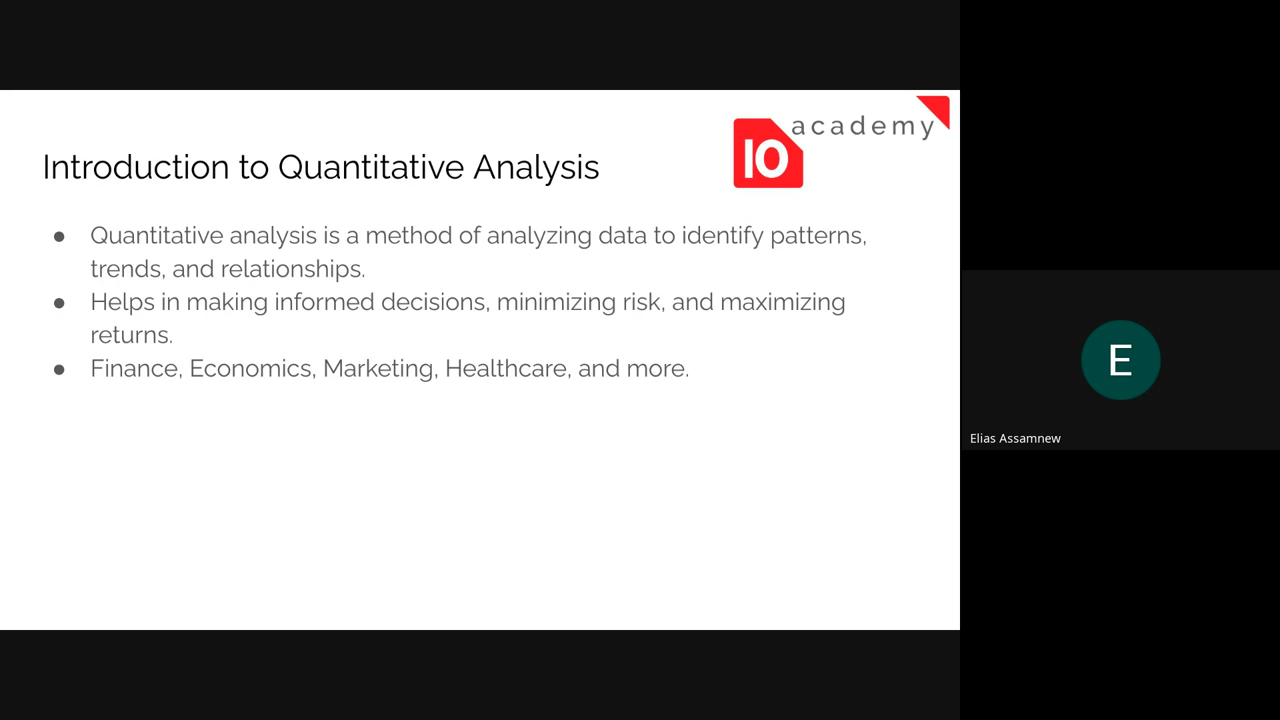 academy
10
Introduction to Quantitative Analysis
● Quantitative analysis is a method of analyzing data to identify patterns,
trends, and relationships.
● Helps in making informed decisions, minimizing risk, and maximizing
returns.
● Finance, Economics, Marketing, Healthcare, and more.
E
Elias Assamnew